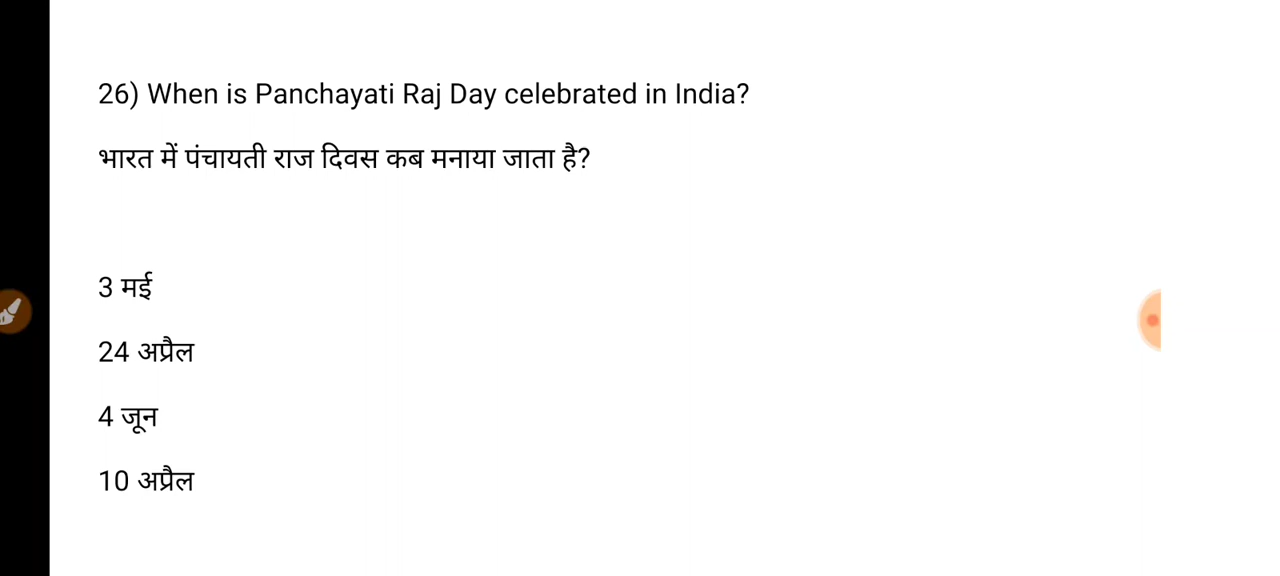 26) When is Panchayati Raj Day celebrated in India?
भारत में पंचायती राज दिवस कब मनाया जाता है?
3 मई
24 अप्रैल
4 जून
10 अप्रैल